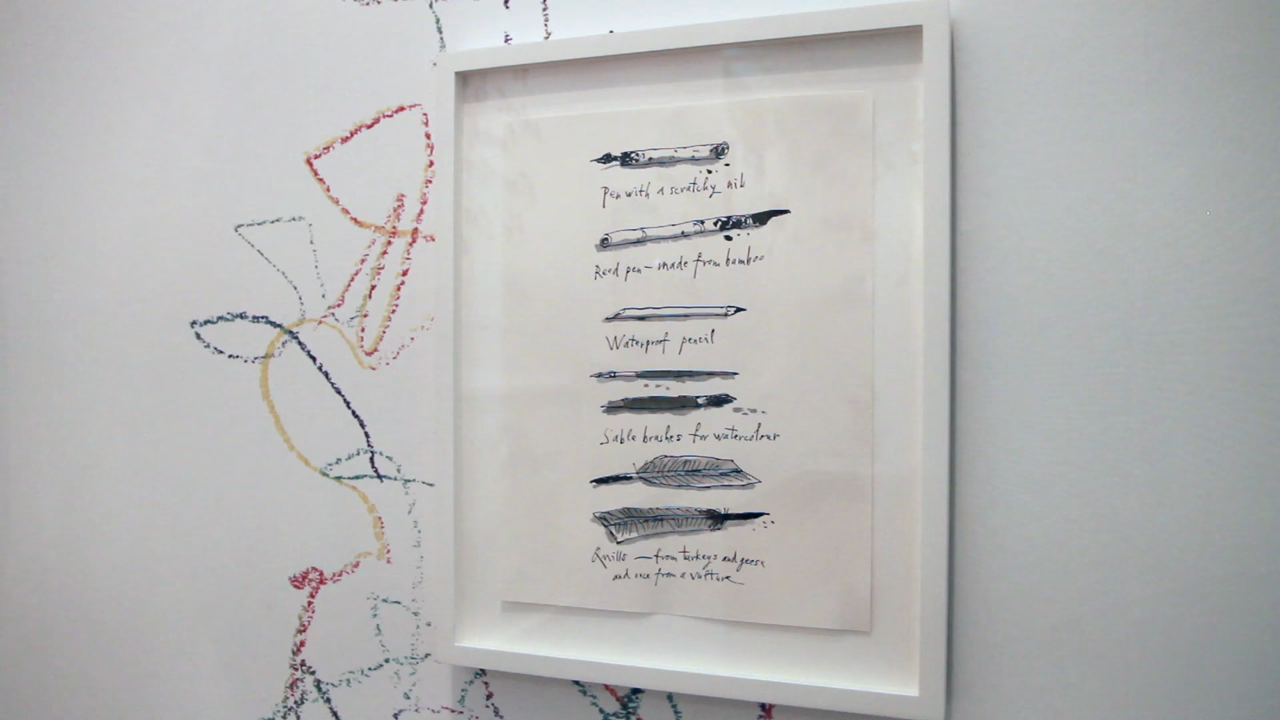 Pen with a scratchy nib
Reed pen — made from bamboo
Waterproof pencil
Sable brushes for watercolour
Quills — from turkeys and geese
and once from a vulture